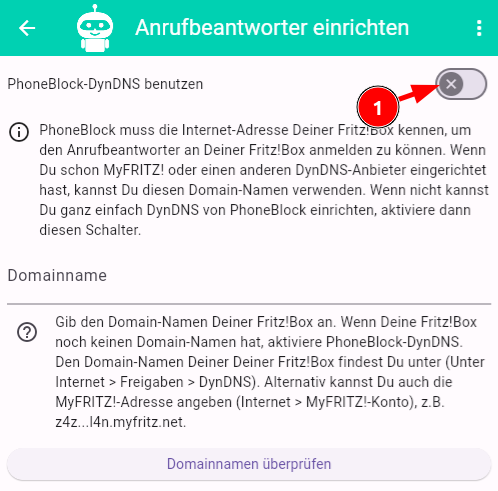 Anrufbeantworter einrichten
PhoneBlock-DynDNS benutzen
1
PhoneBlock muss die Internet-Adresse Deiner Fritz!Box kennen, um
den Anrufbeantworter an Deiner Fritz!Box anmelden zu können. Wenn
Du schon MyFRITZ! oder einen anderen DynDNS-Anbieter eingerichtet
hast, kannst Du diesen Domain-Namen verwenden. Wenn nicht kannst
Du ganz einfach DynDNS von PhoneBlock einrichten, aktiviere dann
diesen Schalter.
Domainname
Gib den Domain-Namen Deiner Fritz!Box an. Wenn Deine Fritz!Box
noch keinen Domain-Namen hat, aktiviere PhoneBlock-DynDNS.
Den Domain-Namen Deiner Deiner Fritz!Box findest Du unter (Unter
Internet > Freigaben > DynDNS). Alternativ kannst Du auch die
MyFRITZ!-Adresse angeben (Internet > MyFRITZ!-Konto), z.B.
z4z...l4n.myfritz.net.
Domainnamen überprüfen